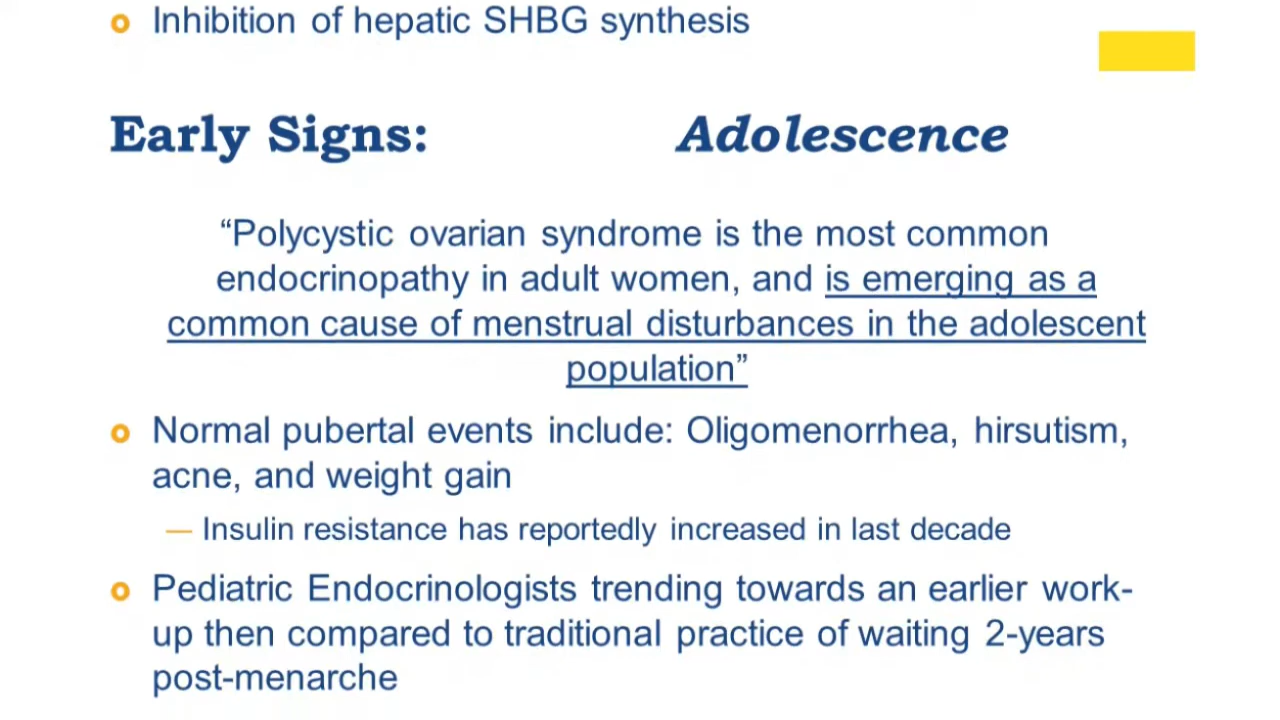 Inhibition of hepatic SHBG synthesis
Early Signs: Adolescence
“Polycystic ovarian syndrome is the most common
endocrinopathy in adult women, and is emerging as a
common cause of menstrual disturbances in the adolescent
population”
Normal pubertal events include: Oligomenorrhea, hirsutism,
acne, and weight gain
— Insulin resistance has reportedly increased in last decade
Pediatric Endocrinologists trending towards an earlier work-
up then compared to traditional practice of waiting 2-years
post-menarche